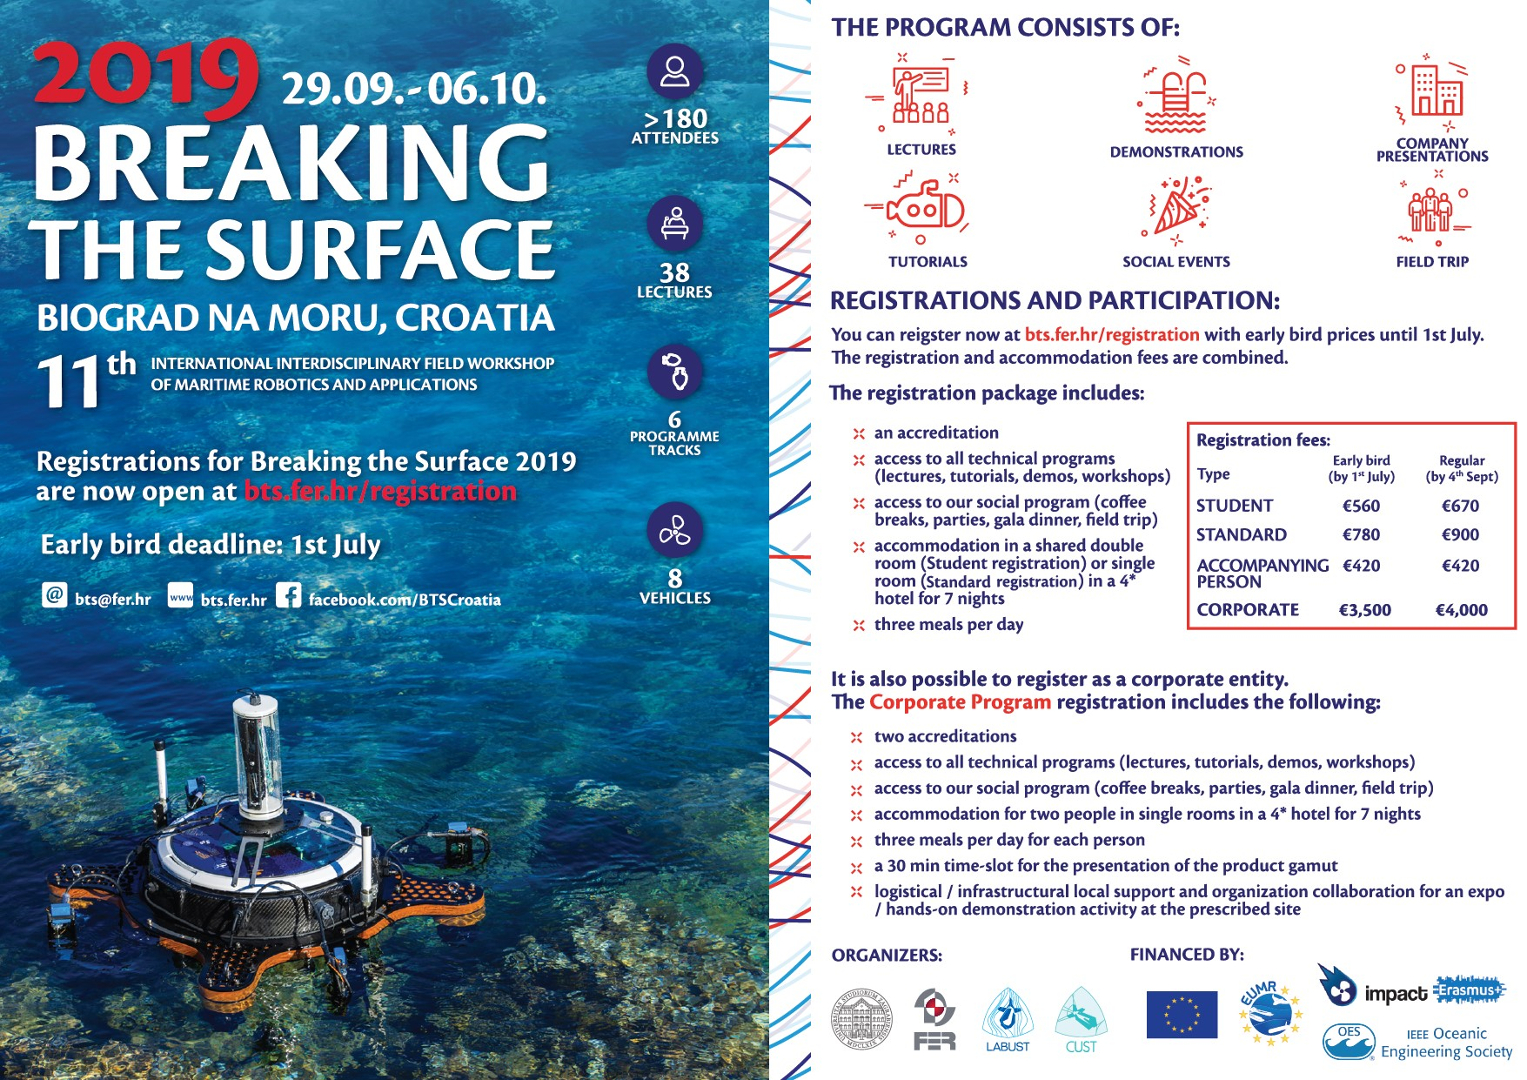 2019 29.09.-06.10.
BREAKING
THE SURFACE
BIOGRAD NA MORU, CROATIA
11th INTERNATIONAL INTERDISCIPLINARY FIELD WORKSHOP
OF MARITIME ROBOTICS AND APPLICATIONS
Registrations for Breaking the Surface 2019
are now open at bts.fer.hr/registration
Early bird deadline: 1st July
@ bts@fer.hr www bts.fer.hr f facebook.com/BTSCroatia
>180
ATTENDEES
38
LECTURES
6
PROGRAMME
TRACKS
8
VEHICLES
THE PROGRAM CONSISTS OF:
LECTURES
DEMONSTRATIONS
COMPANY
PRESENTATIONS
TUTORIALS
SOCIAL EVENTS
FIELD TRIP
REGISTRATIONS AND PARTICIPATION:
You can reigster now at bts.fer.hr/registration with early bird prices until 1st July.
The registration and accommodation fees are combined.
The registration package includes:
an accreditation
access to all technical programs
(lectures, tutorials, demos, workshops)
access to our social program (coffee
breaks, parties, gala dinner, field trip)
accommodation in a shared double
room (Student registration) or single
room (Standard registration) in a 4*
hotel for 7 nights
three meals per day
Registration fees:
Type Early bird (by 1st July) Regular (by 4th Sept)
STUDENT €560 €670
STANDARD €780 €900
ACCOMPANYING PERSON €420 €420
CORPORATE €3,500 €4,000
It is also possible to register as a corporate entity.
The Corporate Program registration includes the following:
two accreditations
access to all technical programs (lectures, tutorials, demos, workshops)
access to our social program (coffee breaks, parties, gala dinner, field trip)
accommodation for two people in single rooms in a 4* hotel for 7 nights
three meals per day for each person
a 30 min time-slot for the presentation of the product gamut
logistical / infrastructural local support and organization collaboration for an expo
/ hands-on demonstration activity at the prescribed site
ORGANIZERS:
FER
LABUST
CUST
FINANCED BY:
EUMR
impact
Erasmus+
OES
IEEE Oceanic
Engineering Society